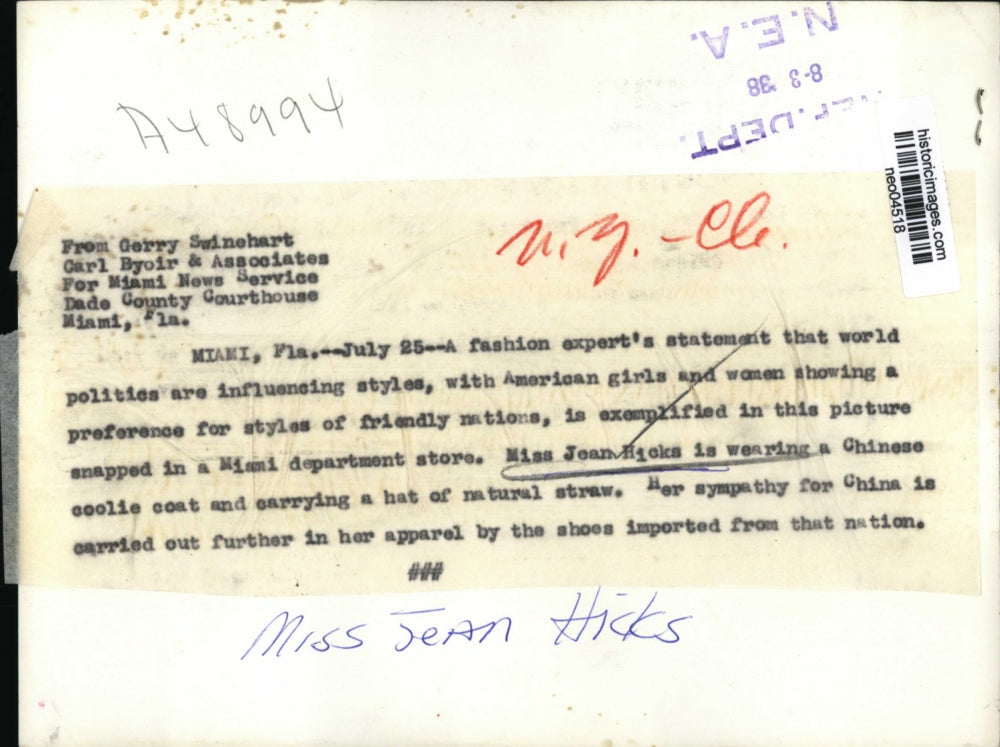 N.E.A.
8-3 '38
REF. DEPT.
A48994
historicimages.com
neo04518
n.y. - Cle.
From Gerry Swinehart
Carl Byoir & Associates
For Miami News Service
Dade County Courthouse
Miami, Fla.
MIAMI, Fla.--July 25--A fashion expert's statement that world
politics are influencing styles, with American girls and women showing a
preference for styles of friendly nations, is exemplified in this picture
snapped in a Miami department store. Miss Jean Hicks is wearing a Chinese
coolie coat and carrying a hat of natural straw. Her sympathy for China is
carried out further in her apparel by the shoes imported from that nation.
###
Miss Jean Hicks